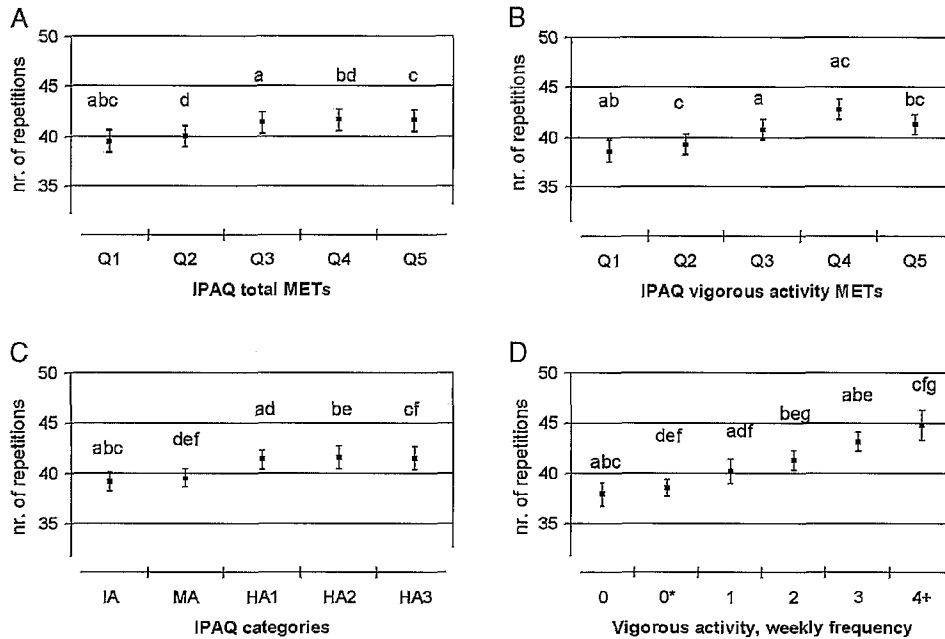 A
nr. of repetitions
50
45
40
35
abc
d
a
bd
c
Q1 Q2 Q3 Q4 Q5
IPAQ total METs
B
nr. of repetitions
50
45
40
35
ab
c
a
ac
bc
Q1 Q2 Q3 Q4 Q5
IPAQ vigorous activity METs
C
nr. of repetitions
50
45
40
35
abc
def
ad
be
cf
IA MA HA1 HA2 HA3
IPAQ categories
D
nr. of repetitions
50
45
40
35
abc
def
adf
beg
abe
cfg
0 0* 1 2 3 4+
Vigorous activity, weekly frequency